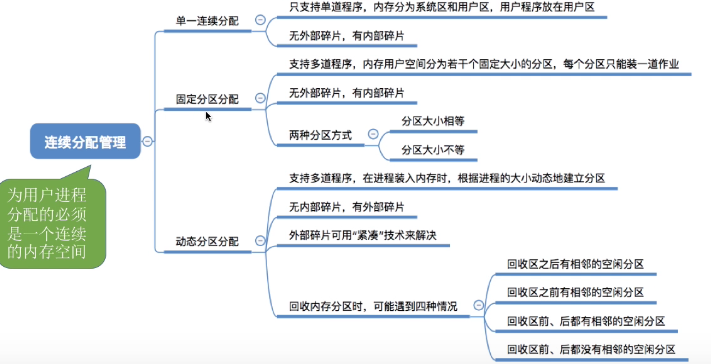 连续分配管理
为用户进程
分配的必须
是一个连续
的内存空间
单一连续分配
只支持单道程序，内存分为系统区和用户区，用户程序放在用户区
无外部碎片，有内部碎片
固定分区分配
支持多道程序，内存用户空间分为若干个固定大小的分区，每个分区只能装一道作业
无外部碎片，有内部碎片
两种分区方式
分区大小相等
分区大小不等
动态分区分配
支持多道程序，在进程装入内存时，根据进程的大小动态地建立分区
无内部碎片，有外部碎片
外部碎片可用“紧凑”技术来解决
回收内存分区时，可能遇到四种情况
回收区之后有相邻的空闲分区
回收区之前有相邻的空闲分区
回收区前、后都有相邻的空闲分区
回收区前、后都没有相邻的空闲分区